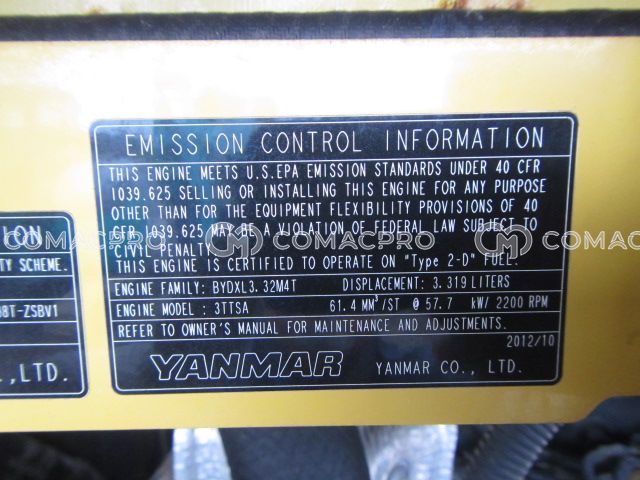 EMISSION CONTROL INFORMATION
THIS ENGINE MEETS U.S.EPA EMISSION STANDARDS UNDER 40 CFR
1039.625 SELLING OR INSTALLING THIS ENGINE FOR ANY PURPOSE
OTHER THAN FOR THE EQUIPMENT FLEXIBILITY PROVISIONS OF 40
CFR 1039.625 MAY BE A VIOLATION OF FEDERAL LAW SUBJECT TO
CIVIL PENALTY.
THIS ENGINE IS CERTIFIED TO OPERATE ON "Type 2-D" FUEL.
ENGINE FAMILY: BYDXL3.32M4T DISPLACEMENT: 3.319 LITERS
ENGINE MODEL : 3TTSA 61.4 MM³/ST @ 57.7 kW/ 2200 RPM
REFER TO OWNER'S MANUAL FOR MAINTENANCE AND ADJUSTMENTS.
2012/10
YANMAR YANMAR CO., LTD.
TION
TY SCHEME.
8T-ZSBV1
.,LTD.
COMACPRO COMACPRO COMACPRO